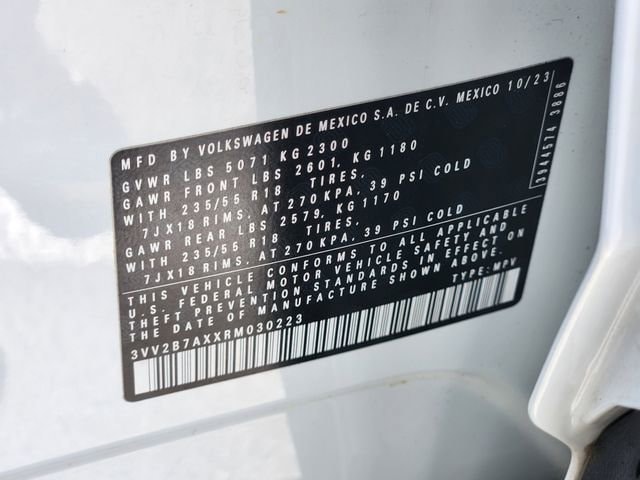 MFD BY VOLKSWAGEN DE MEXICO S.A. DE C.V. MEXICO 10/23
GVWR LBS 5071 KG 2300
GAWR FRONT LBS 2601, KG 1180
WITH 235/55 R18 TIRES,
7JX18 RIMS, AT 270 KPA, 39 PSI COLD
GAWR REAR LBS 2579, KG 1170
WITH 235/55 R18 TIRES,
7JX18 RIMS, AT 270 KPA, 39 PSI COLD
THIS VEHICLE CONFORMS TO ALL APPLICABLE
U.S. FEDERAL MOTOR VEHICLE SAFETY AND
THEFT PREVENTION STANDARDS IN EFFECT ON
THE DATE OF MANUFACTURE SHOWN ABOVE.
3VV2B7AXXRM030223 TYPE: MPV
3944574 3886